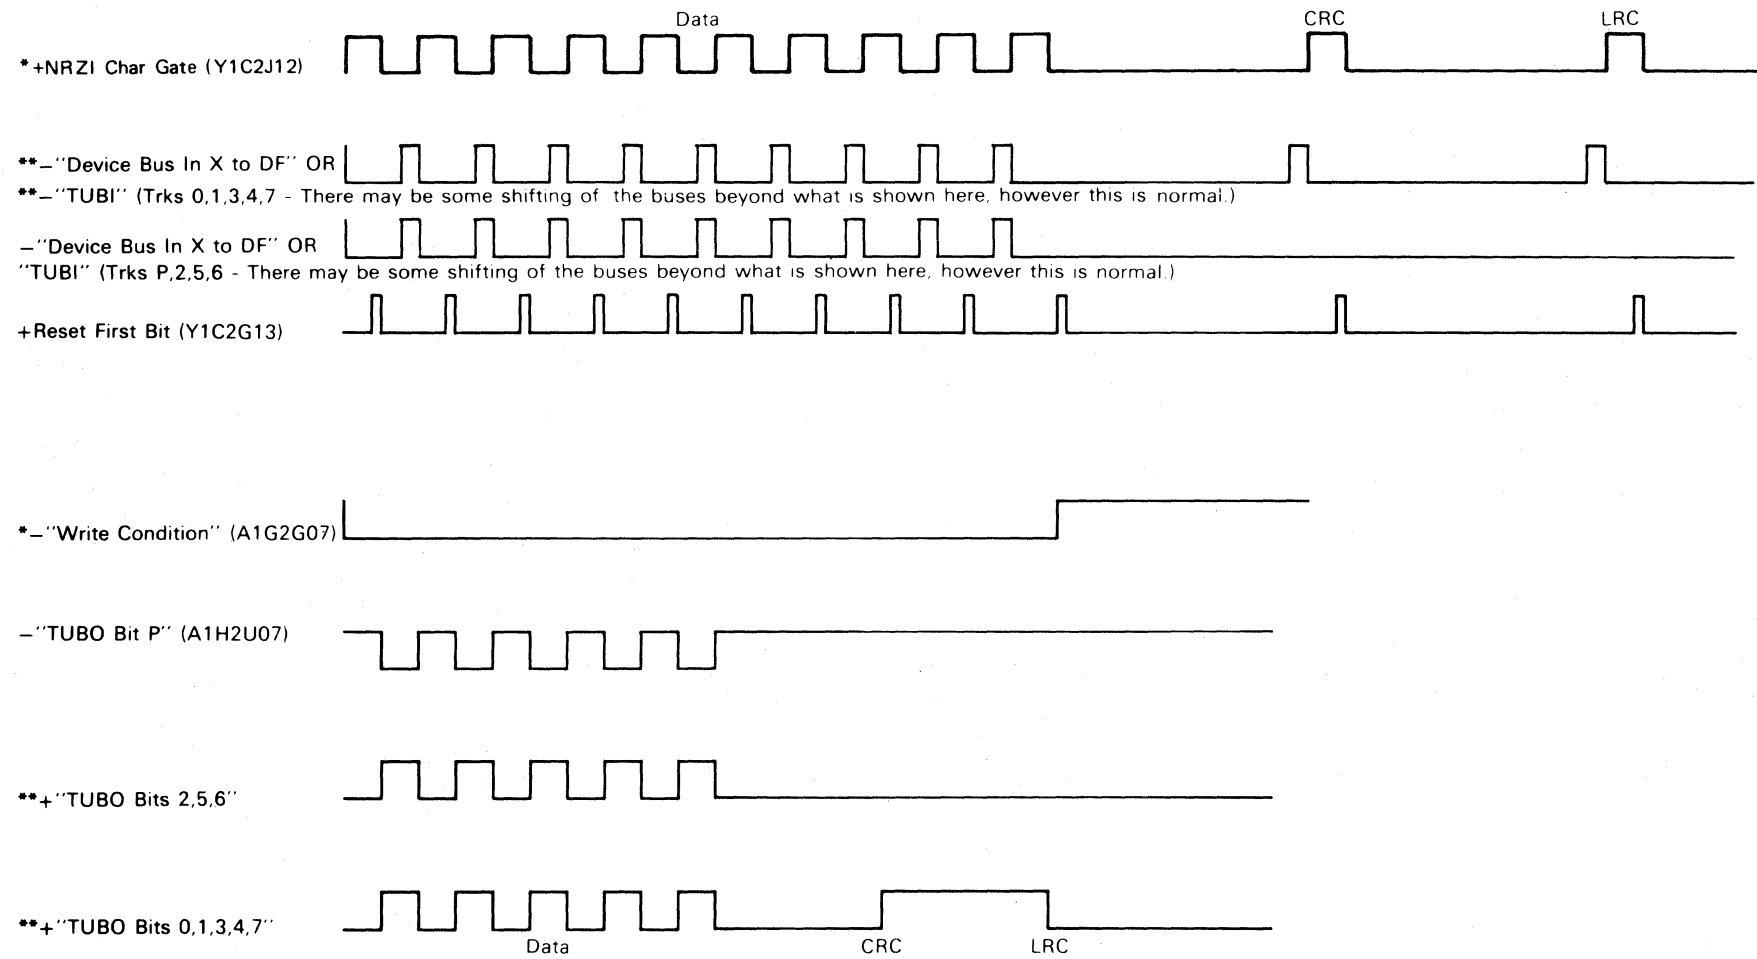 Data CRC LRC
*+NRZI Char Gate (Y1C2J12)
**–"Device Bus In X to DF" OR
**–"TUBI" (Trks 0,1,3,4,7 - There may be some shifting of the buses beyond what is shown here, however this is normal.)
–"Device Bus In X to DF" OR
"TUBI" (Trks P,2,5,6 - There may be some shifting of the buses beyond what is shown here, however this is normal.)
+Reset First Bit (Y1C2G13)
*–"Write Condition" (A1G2G07)
–"TUBO Bit P" (A1H2U07)
**+"TUBO Bits 2,5,6"
**+"TUBO Bits 0,1,3,4,7"
Data CRC LRC